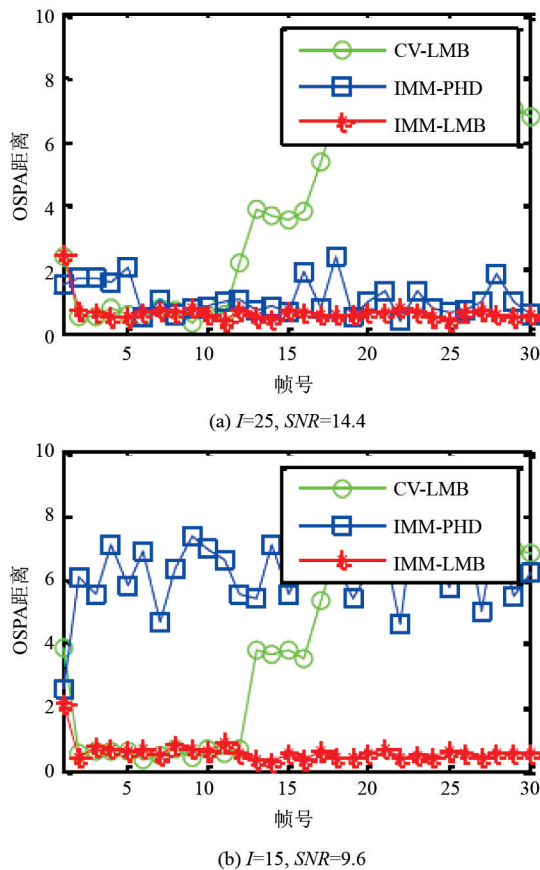 10
8
6
4
2
0
OSPA距离
CV-LMB
IMM-PHD
IMM-LMB
5
10
15
20
25
30
帧号
(a) I=25, SNR=14.4
10
8
6
4
2
0
OSPA距离
CV-LMB
IMM-PHD
IMM-LMB
5
10
15
20
25
30
帧号
(b) I=15, SNR=9.6